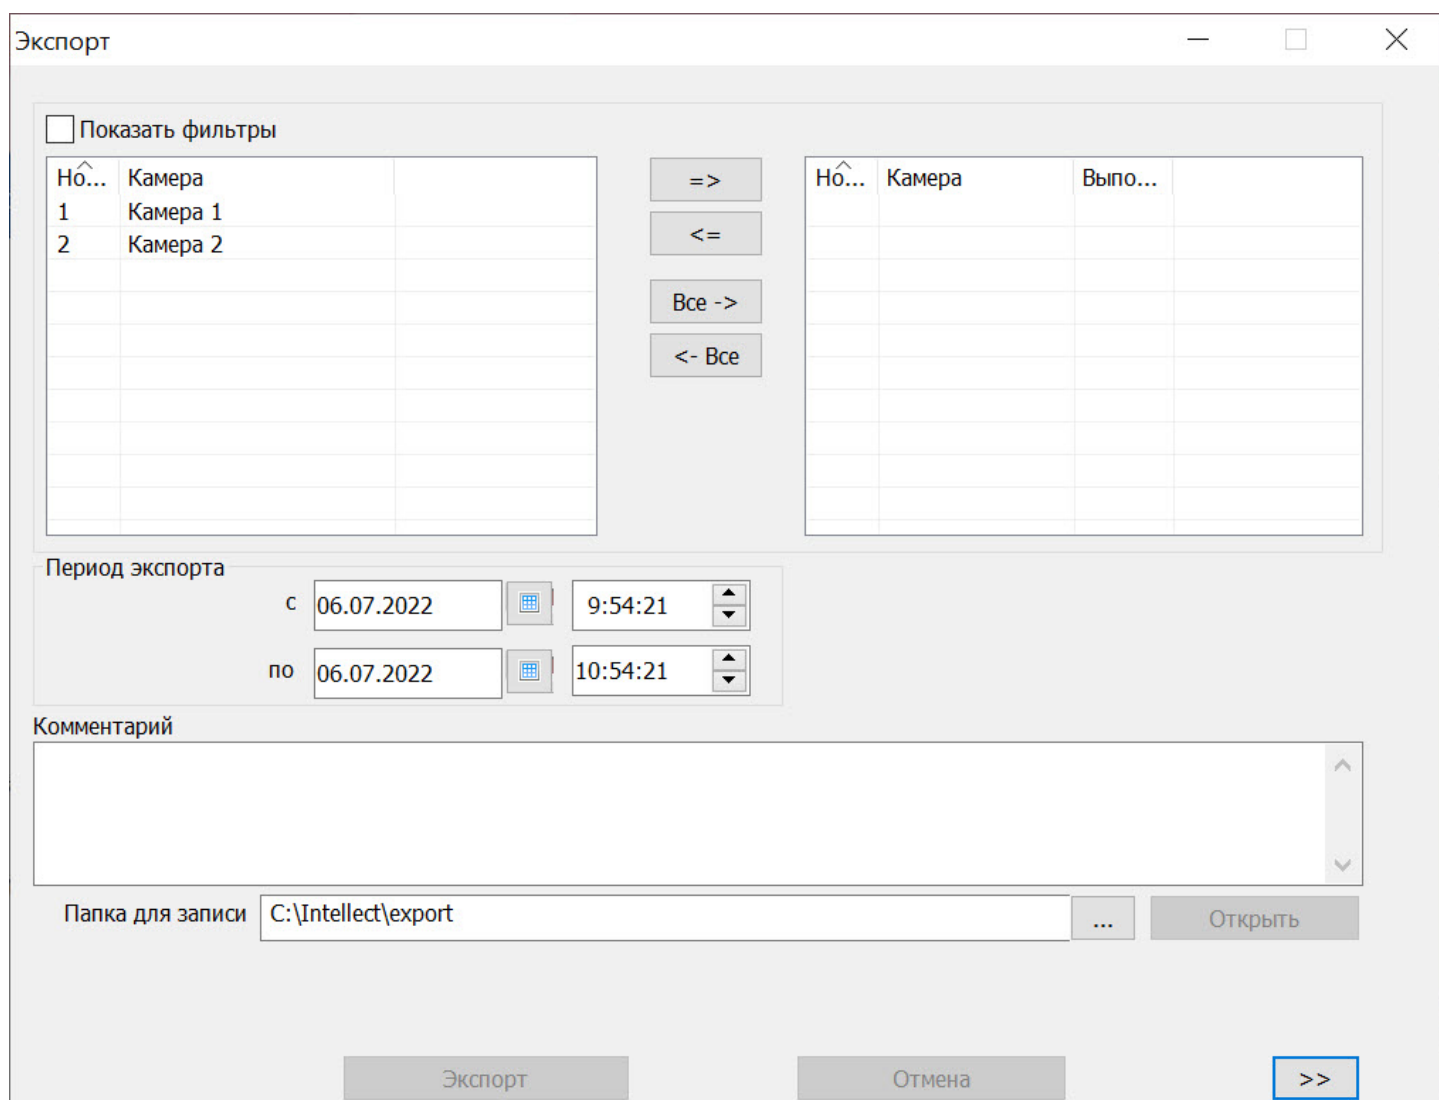 Экспорт
Показать фильтры
Но... Камера
1 Камера 1
2 Камера 2
=>
<=
Все ->
<- Все
Но... Камера Выпо...
Период экспорта
с 06.07.2022 9:54:21
по 06.07.2022 10:54:21
Комментарий
Папка для записи C:\Intellect\export ... Открыть
Экспорт Отмена >>